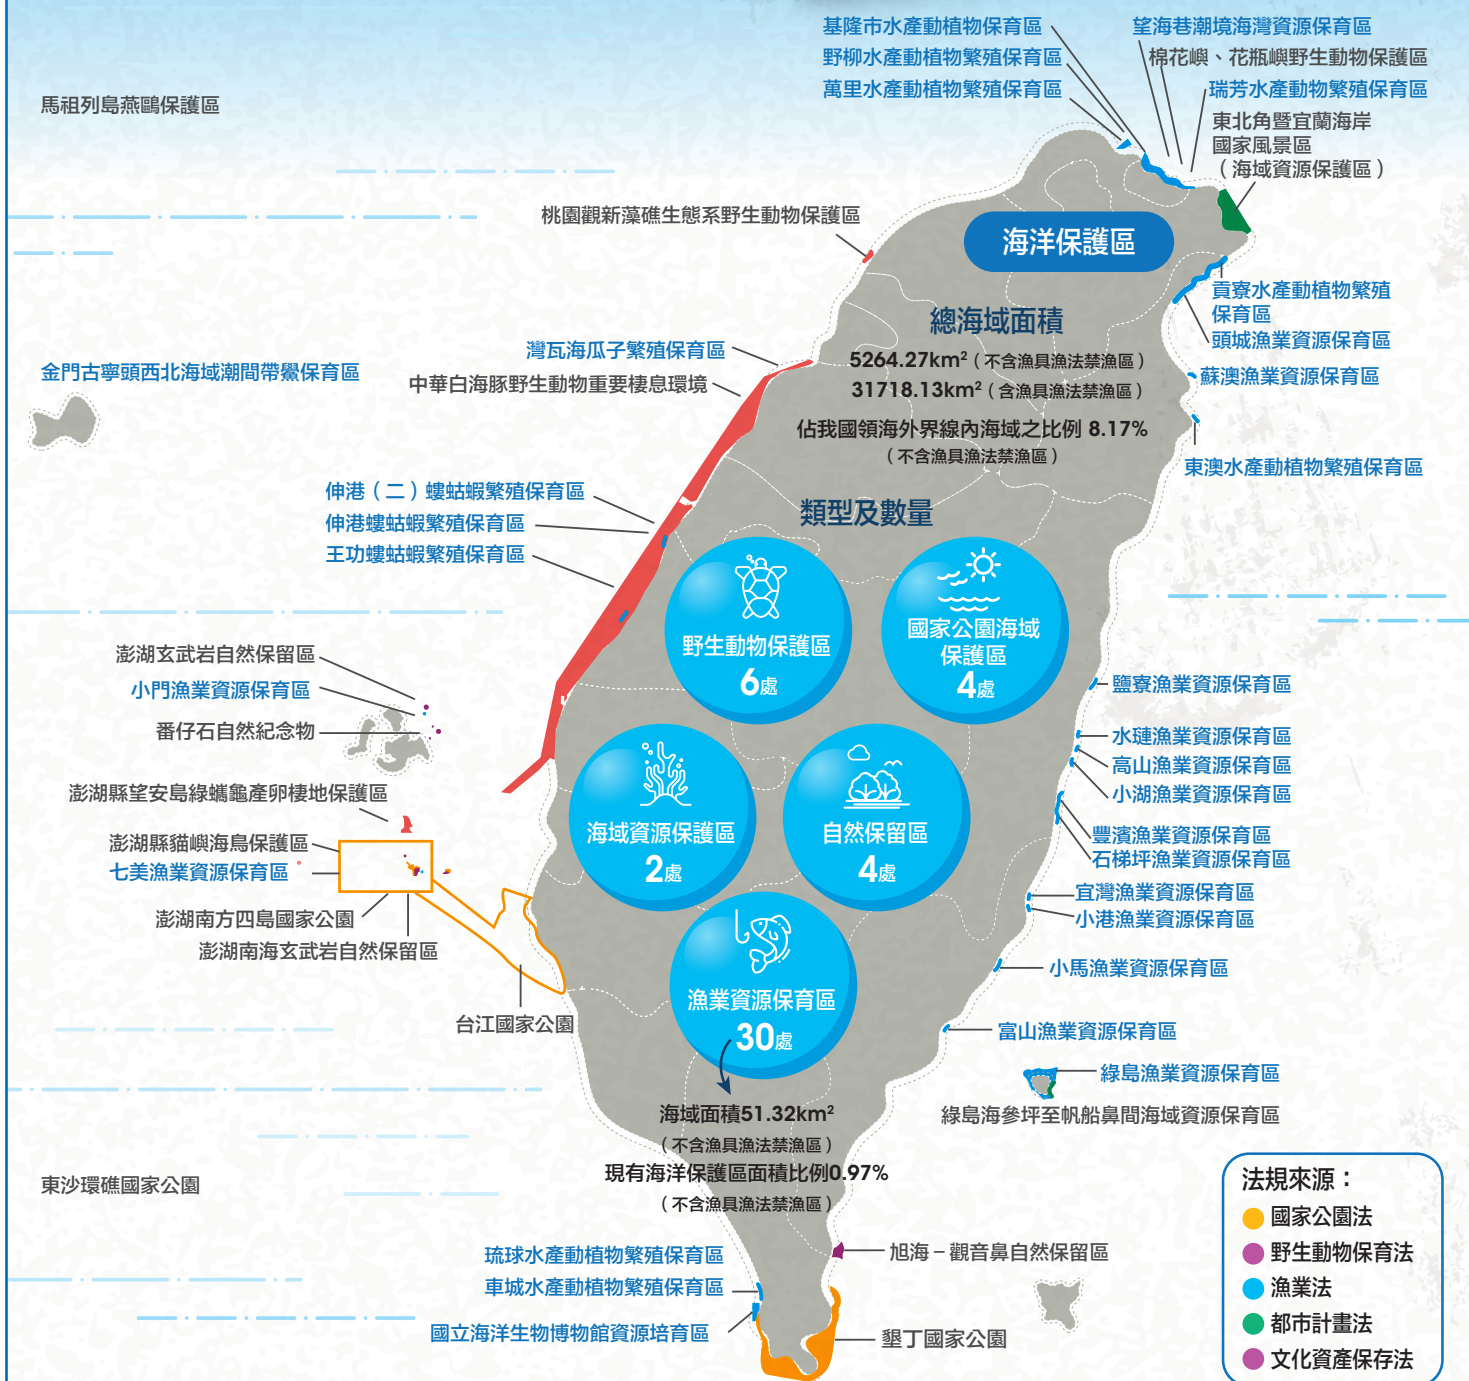 基隆市水產動植物保育區
野柳水產動植物繁殖保育區
萬里水產動植物繁殖保育區
望海巷潮境海灣資源保育區
棉花嶼、花瓶嶼野生動物保護區
瑞芳水產動物繁殖保育區
東北角暨宜蘭海岸
國家風景區
（海域資源保護區）
馬祖列島燕鷗保護區
桃園觀新藻礁生態系野生動物保護區
海洋保護區
貢寮水產動植物繁殖
保育區
頭城漁業資源保育區
蘇澳漁業資源保育區
東澳水產動植物繁殖保育區
總海域面積
5264.27km²（不含漁具漁法禁漁區）
31718.13km²（含漁具漁法禁漁區）
佔我國領海外界線內海域之比例 8.17%
（不含漁具漁法禁漁區）
灣瓦海瓜子繁殖保育區
中華白海豚野生動物重要棲息環境
金門古寧頭西北海域潮間帶鱟保育區
伸港（二）螻蛄蝦繁殖保育區
伸港螻蛄蝦繁殖保育區
王功螻蛄蝦繁殖保育區
類型及數量
野生動物保護區
6處
國家公園海域
保護區
4處
海域資源保護區
2處
自然保留區
4處
漁業資源保育區
30處
海域面積51.32km²
（不含漁具漁法禁漁區）
現有海洋保護區面積比例0.97%
（不含漁具漁法禁漁區）
澎湖玄武岩自然保留區
小門漁業資源保育區
番仔石自然紀念物
澎湖縣望安島綠蠵龜產卵棲地保護區
澎湖縣貓嶼海鳥保護區
七美漁業資源保育區
澎湖南方四島國家公園
澎湖南海玄武岩自然保留區
台江國家公園
鹽寮漁業資源保育區
水璉漁業資源保育區
高山漁業資源保育區
小湖漁業資源保育區
豐濱漁業資源保育區
石梯坪漁業資源保育區
宜灣漁業資源保育區
小港漁業資源保育區
小馬漁業資源保育區
富山漁業資源保育區
綠島漁業資源保育區
綠島海參坪至帆船鼻間海域資源保育區
東沙環礁國家公園
琉球水產動植物繁殖保育區
車城水產動植物繁殖保育區
國立海洋生物博物館資源培育區
旭海－觀音鼻自然保留區
墾丁國家公園
法規來源：
國家公園法
野生動物保育法
漁業法
都市計畫法
文化資產保存法